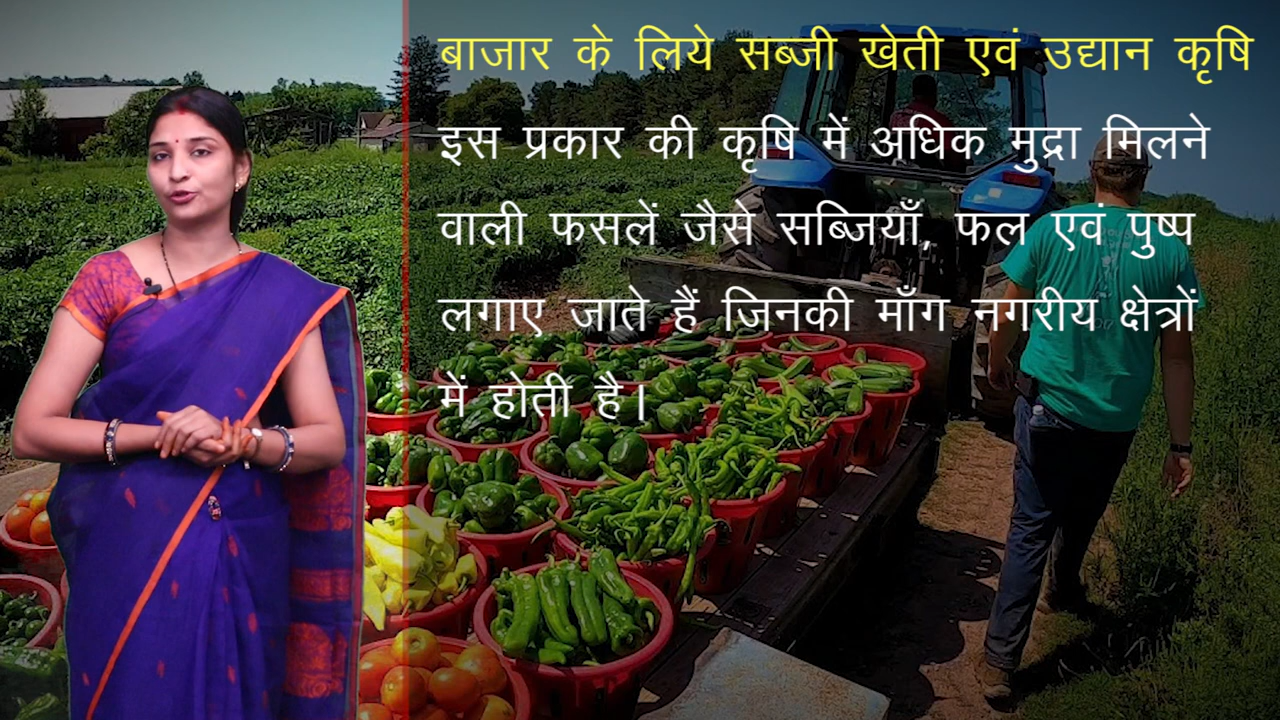 बाजार के लिये सब्जी खेती एवं उद्यान कृषि
इस प्रकार की कृषि में अधिक मुद्रा मिलने
वाली फसलें जैसे सब्जियाँ, फल एवं पुष्प
लगाए जाते हैं जिनकी माँग नगरीय क्षेत्रों
में होती है।